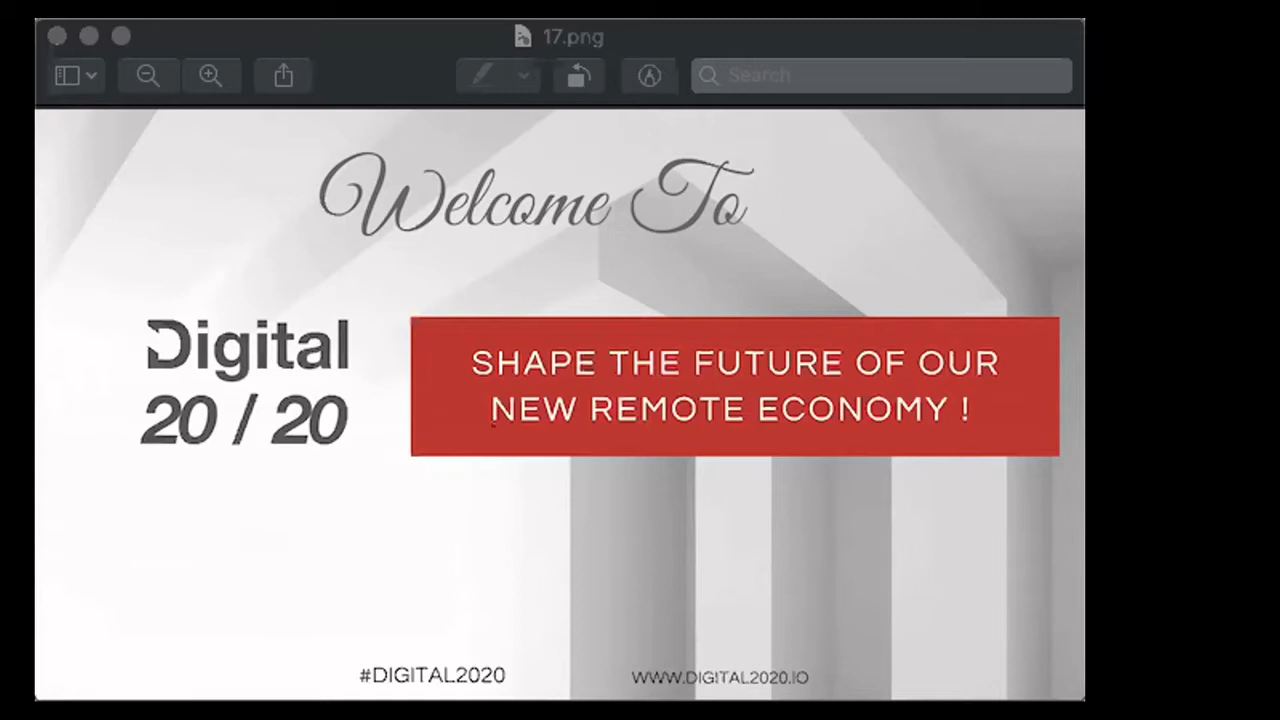 17.png
Search
Welcome To
Digital
20 / 20
SHAPE THE FUTURE OF OUR
NEW REMOTE ECONOMY !
#DIGITAL2020
WWW.DIGITAL2020.IO